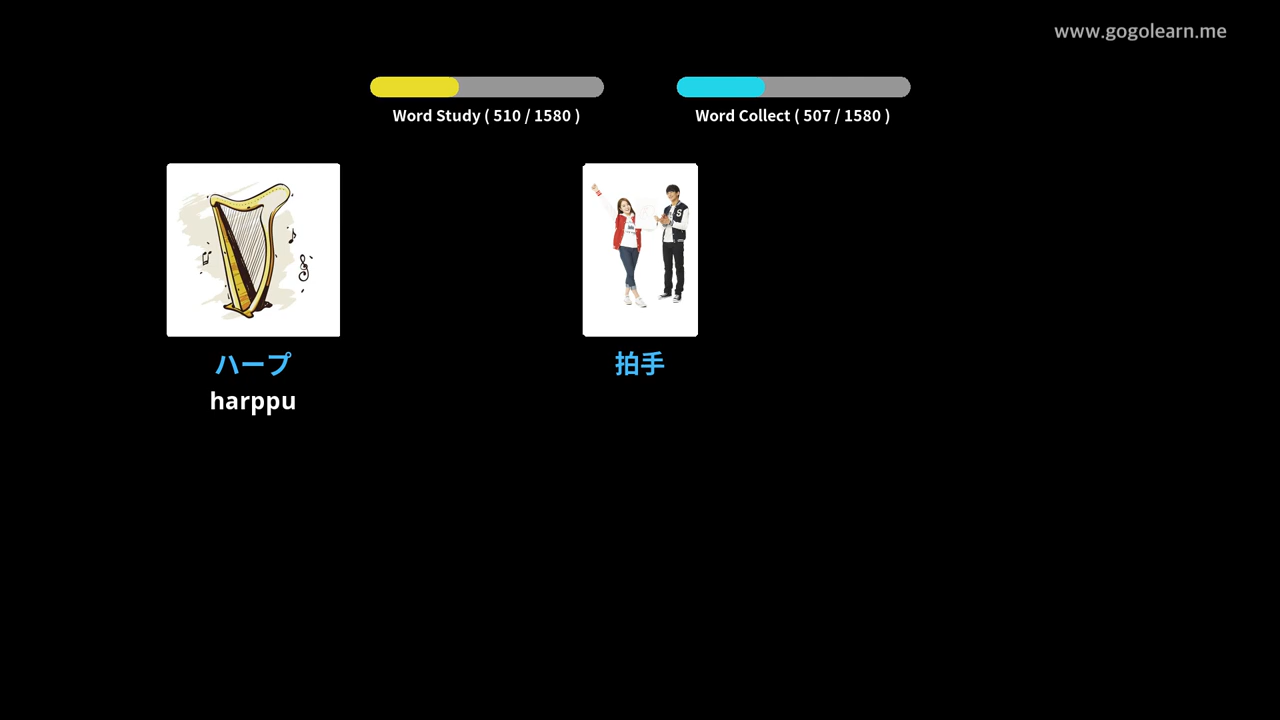 www.gogolearn.me
Word Study ( 510 / 1580 )
Word Collect ( 507 / 1580 )
ハープ
harppu
拍手